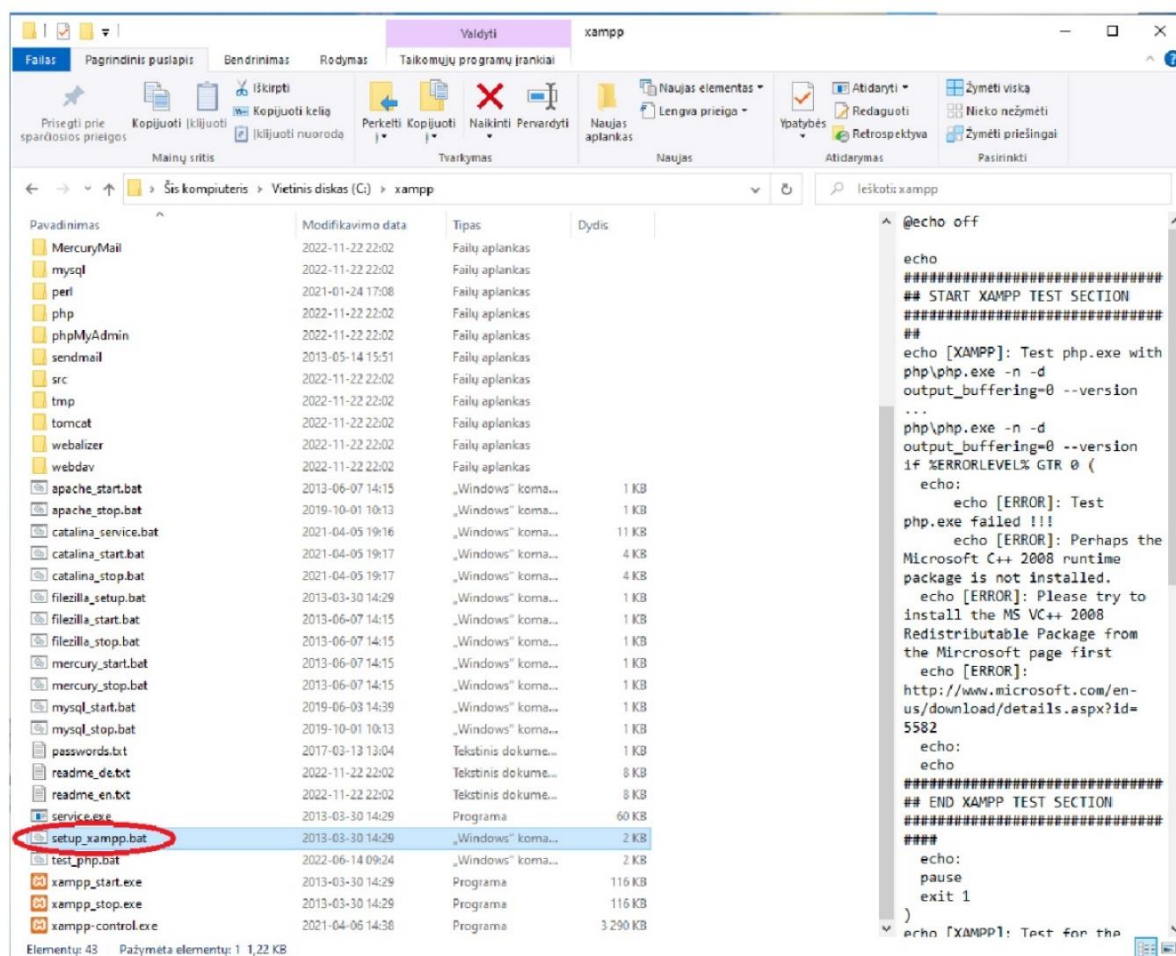 Valdyti
xampp
Failas Pagrindinis puslapis Bendrinimas Rodymas Taikomųjų programų įrankiai
Prisegti prie sparčiosios prieigos
Kopijuoti
Įklijuoti
Iškirpti
Kopijuoti kelią
Įklijuoti nuorodą
Mainų sritis
Perkelti į
Kopijuoti į
Naikinti
Pervardyti
Tvarkymas
Naujas aplankas
Naujas elementas
Lengva prieiga
Naujas
Ypatybės
Atidaryti
Redaguoti
Retrospektyva
Atidarymas
Žymėti viską
Nieko nežymėti
Žymėti priešingai
Pasirinkti
Šis kompiuteris > Vietinis diskas (C:) > xampp
Ieškoti: xampp
Pavadinimas Modifikavimo data Tipas Dydis
MercuryMail 2022-11-22 22:02 Failų aplankas
mysql 2022-11-22 22:02 Failų aplankas
perl 2021-01-24 17:08 Failų aplankas
php 2022-11-22 22:02 Failų aplankas
phpMyAdmin 2022-11-22 22:02 Failų aplankas
sendmail 2013-05-14 15:51 Failų aplankas
src 2022-11-22 22:02 Failų aplankas
tmp 2022-11-22 22:02 Failų aplankas
tomcat 2022-11-22 22:02 Failų aplankas
webalizer 2022-11-22 22:02 Failų aplankas
webdav 2022-11-22 22:02 Failų aplankas
apache_start.bat 2013-06-07 14:15 „Windows“ koma... 1 KB
apache_stop.bat 2019-10-01 10:13 „Windows“ koma... 1 KB
catalina_service.bat 2021-04-05 19:16 „Windows“ koma... 11 KB
catalina_start.bat 2021-04-05 19:17 „Windows“ koma... 4 KB
catalina_stop.bat 2021-04-05 19:17 „Windows“ koma... 4 KB
filezilla_setup.bat 2013-03-30 14:29 „Windows“ koma... 1 KB
filezilla_start.bat 2013-06-07 14:15 „Windows“ koma... 1 KB
filezilla_stop.bat 2013-06-07 14:15 „Windows“ koma... 1 KB
mercury_start.bat 2013-06-07 14:15 „Windows“ koma... 1 KB
mercury_stop.bat 2013-06-07 14:15 „Windows“ koma... 1 KB
mysql_start.bat 2019-06-03 14:39 „Windows“ koma... 1 KB
mysql_stop.bat 2019-10-01 10:13 „Windows“ koma... 1 KB
passwords.txt 2017-03-13 13:04 Tekstinis dokume... 1 KB
readme_de.txt 2022-11-22 22:02 Tekstinis dokume... 8 KB
readme_en.txt 2022-11-22 22:02 Tekstinis dokume... 8 KB
service.exe 2013-03-30 14:29 Programa 60 KB
setup_xampp.bat 2013-03-30 14:29 „Windows“ koma... 2 KB
test_php.bat 2022-06-14 09:24 „Windows“ koma... 2 KB
xampp_start.exe 2013-03-30 14:29 Programa 116 KB
xampp_stop.exe 2013-03-30 14:29 Programa 116 KB
xampp-control.exe 2021-04-06 14:38 Programa 3 290 KB
@echo off
echo
###############################
## START XAMPP TEST SECTION
###############################
##
echo [XAMPP]: Test php.exe with
php\php.exe -n -d
output_buffering=0 --version
...
php\php.exe -n -d
output_buffering=0 --version
if %ERRORLEVEL% GTR 0 (
echo:
echo [ERROR]: Test
php.exe failed !!!
echo [ERROR]: Perhaps the
Microsoft C++ 2008 runtime
package is not installed.
echo [ERROR]: Please try to
install the MS VC++ 2008
Redistributable Package from
the Mircrosoft page first
echo [ERROR]:
http://www.microsoft.com/en-
us/download/details.aspx?id=
5582
echo:
echo
###############################
## END XAMPP TEST SECTION
###############################
####
echo:
pause
exit 1
)
echo [XAMPP]: Test for the
Elementų: 43 Pažymėta elementų: 1 1,22 KB